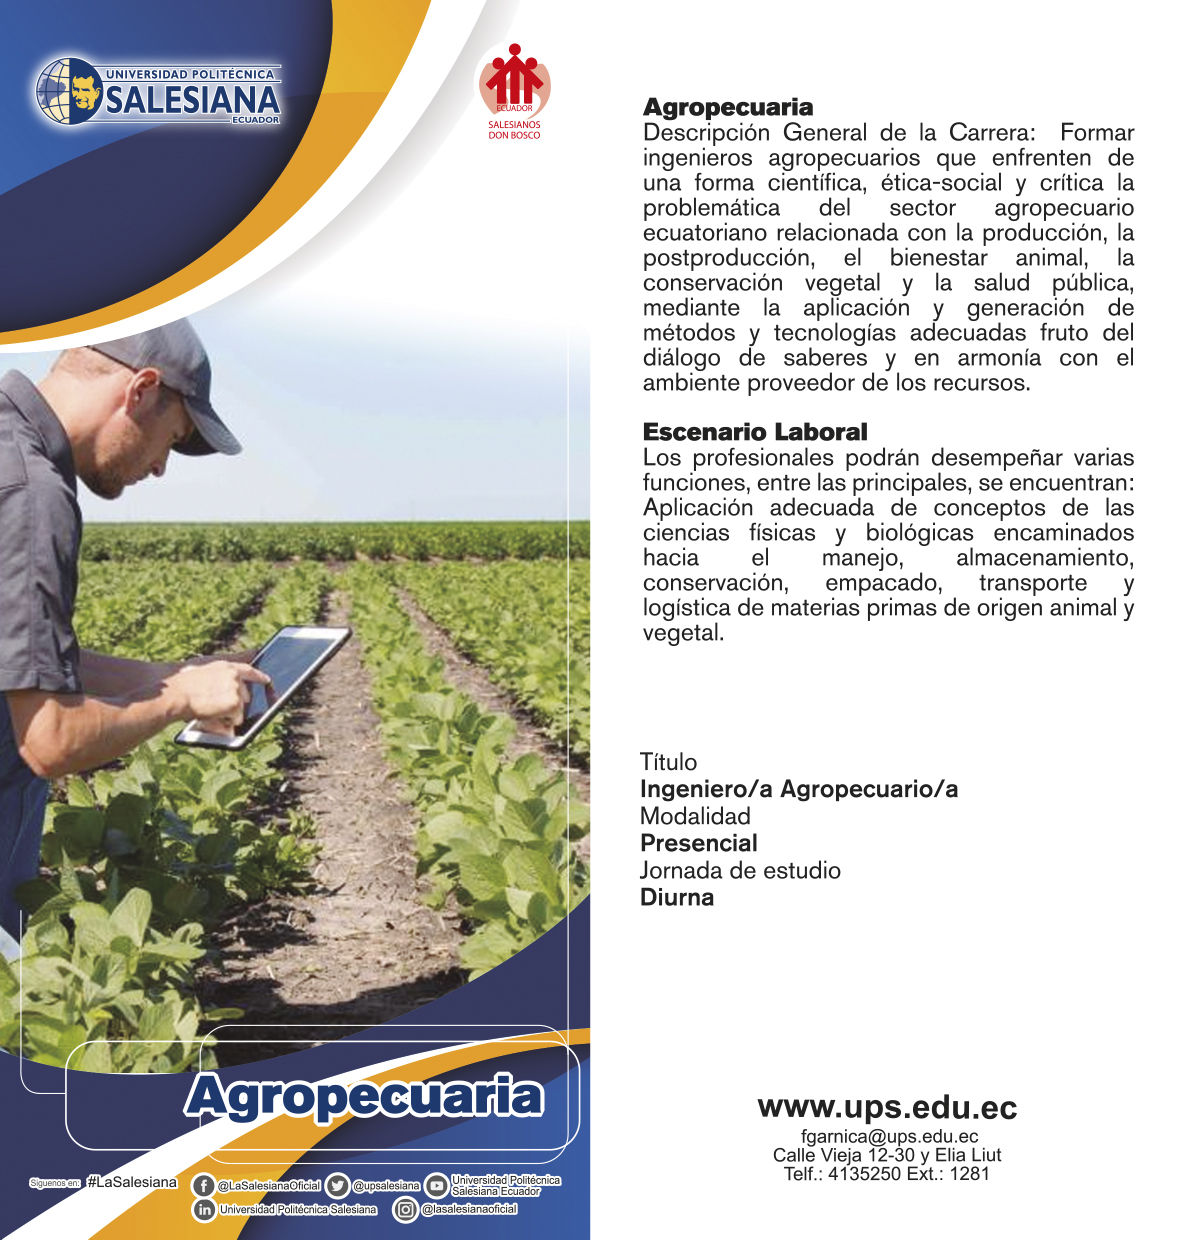 UNIVERSIDAD POLITÉCNICA
SALESIANA
ECUADOR
ECUADOR
SALESIANOS
DON BOSCO
Agropecuaria
Síguenos en: #LaSalesiana
@LaSalesianaOficial
@upsalesiana
Universidad Politécnica
Salesiana Ecuador
Universidad Politécnica Salesiana
@lasalesianaoficial
Agropecuaria
Descripción General de la Carrera: Formar
ingenieros agropecuarios que enfrenten de
una forma científica, ética-social y crítica la
problemática del sector agropecuario
ecuatoriano relacionada con la producción, la
postproducción, el bienestar animal, la
conservación vegetal y la salud pública,
mediante la aplicación y generación de
métodos y tecnologías adecuadas fruto del
diálogo de saberes y en armonía con el
ambiente proveedor de los recursos.
Escenario Laboral
Los profesionales podrán desempeñar varias
funciones, entre las principales, se encuentran:
Aplicación adecuada de conceptos de las
ciencias físicas y biológicas encaminados
hacia el manejo, almacenamiento,
conservación, empacado, transporte y
logística de materias primas de origen animal y
vegetal.
Título
Ingeniero/a Agropecuario/a
Modalidad
Presencial
Jornada de estudio
Diurna
www.ups.edu.ec
fgarnica@ups.edu.ec
Calle Vieja 12-30 y Elia Liut
Telf.: 4135250 Ext.: 1281